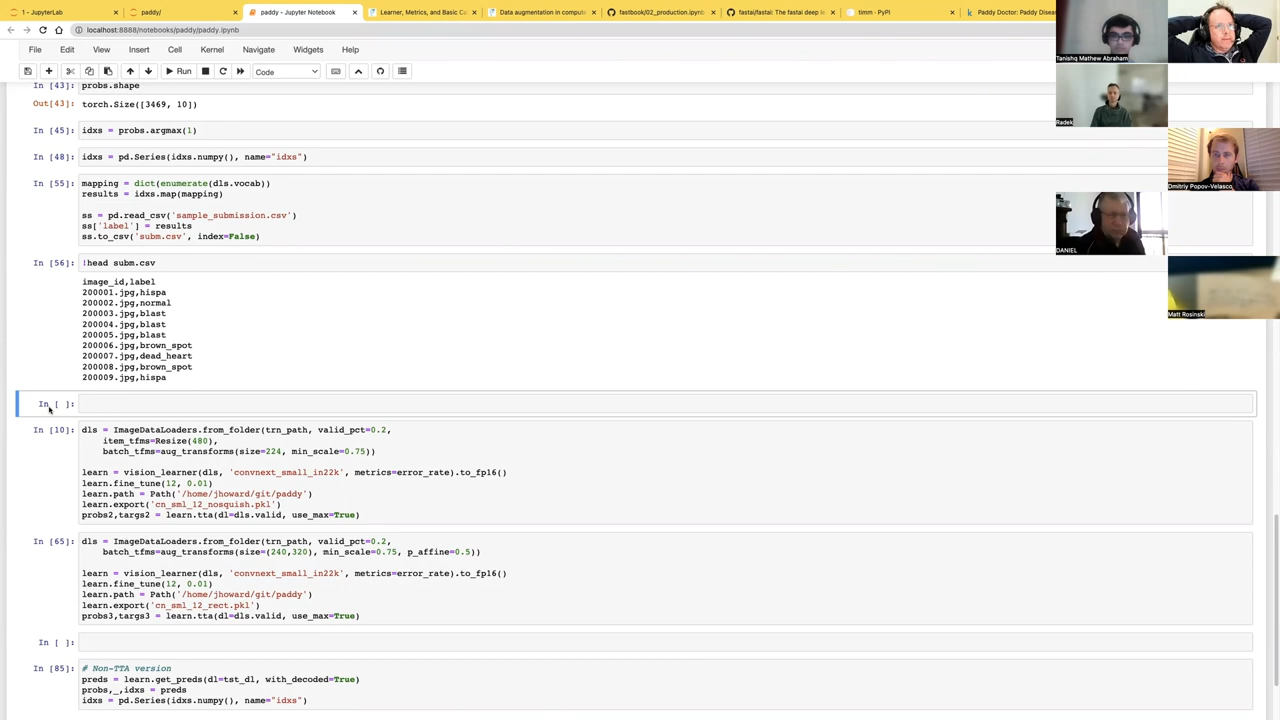 1 - JupyterLab
paddy/
paddy - Jupyter Notebook
Learner, Metrics, and Basic Ca
Data augmentation in compute
fastbook/02_production.ipynb
fastai/fastai: The fastai deep le
timm · PyPI
Paddy Doctor: Paddy Diseas
localhost:8888/notebooks/paddy/paddy.ipynb
File Edit View Insert Cell Kernel Navigate Widgets Help
Run Code
In [43]: probs.shape
Out[43]: torch.Size([3469, 10])
In [45]: idxs = probs.argmax(1)
In [48]: idxs = pd.Series(idxs.numpy(), name="idxs")
In [55]: mapping = dict(enumerate(dls.vocab))
results = idxs.map(mapping)
ss = pd.read_csv('sample_submission.csv')
ss['label'] = results
ss.to_csv('subm.csv', index=False)
In [56]: !head subm.csv
image_id,label
200001.jpg,hispa
200002.jpg,normal
200003.jpg,blast
200004.jpg,blast
200005.jpg,blast
200006.jpg,brown_spot
200007.jpg,dead_heart
200008.jpg,brown_spot
200009.jpg,hispa
In [ ]:
In [10]: dls = ImageDataLoaders.from_folder(trn_path, valid_pct=0.2,
item_tfms=Resize(480),
batch_tfms=aug_transforms(size=224, min_scale=0.75))
learn = vision_learner(dls, 'convnext_small_in22k', metrics=error_rate).to_fp16()
learn.fine_tune(12, 0.01)
learn.path = Path('/home/jhoward/git/paddy')
learn.export('cn_sml_12_nosquish.pkl')
probs2,targs2 = learn.tta(dl=dls.valid, use_max=True)
In [65]: dls = ImageDataLoaders.from_folder(trn_path, valid_pct=0.2,
batch_tfms=aug_transforms(size=(240,320), min_scale=0.75, p_affine=0.5))
learn = vision_learner(dls, 'convnext_small_in22k', metrics=error_rate).to_fp16()
learn.fine_tune(12, 0.01)
learn.path = Path('/home/jhoward/git/paddy')
learn.export('cn_sml_12_rect.pkl')
probs3,targs3 = learn.tta(dl=dls.valid, use_max=True)
In [ ]:
In [85]: # Non-TTA version
preds = learn.get_preds(dl=tst_dl, with_decoded=True)
probs,_,idxs = preds
idxs = pd.Series(idxs.numpy(), name="idxs")
Tanishq Mathew Abraham
Radek
Dmitriy Popov-Velasco
DANIEL
Matt Rosinski